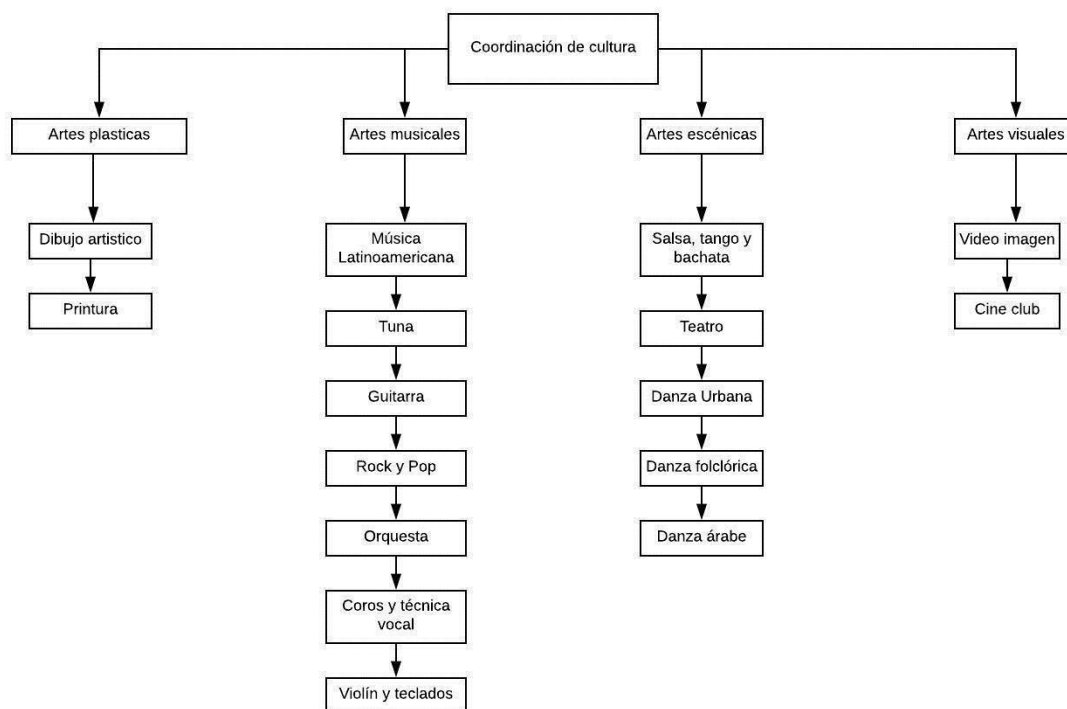 Coordinación de cultura
Artes plasticas
Artes musicales
Artes escénicas
Artes visuales
Dibujo artistico
Printura
Música
Latinoamericana
Tuna
Guitarra
Rock y Pop
Orquesta
Coros y técnica
vocal
Violín y teclados
Salsa, tango y
bachata
Teatro
Danza Urbana
Danza folclórica
Danza árabe
Video imagen
Cine club